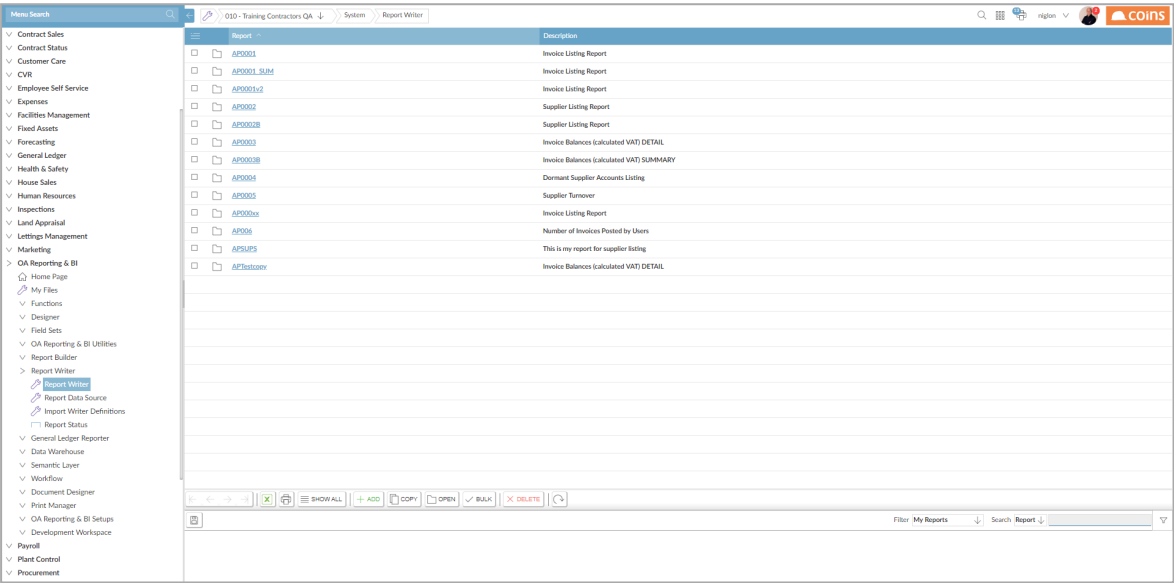 Menu Search
010 - Training Contractors QA
System
Report Writer
niglon
coins
Contract Sales
Contract Status
Customer Care
CVR
Employee Self Service
Expenses
Facilities Management
Fixed Assets
Forecasting
General Ledger
Health & Safety
House Sales
Human Resources
Inspections
Land Appraisal
Lettings Management
Marketing
OA Reporting & BI
Home Page
My Files
Functions
Designer
Field Sets
OA Reporting & BI Utilities
Report Builder
Report Writer
Report Writer
Report Data Source
Import Writer Definitions
Report Status
General Ledger Reporter
Data Warehouse
Semantic Layer
Workflow
Document Designer
Print Manager
OA Reporting & BI Setups
Development Workspace
Payroll
Plant Control
Procurement
Report Description
AP0001 Invoice Listing Report
AP0001_SUM Invoice Listing Report
AP0001v2 Invoice Listing Report
AP0002 Supplier Listing Report
AP0002B Supplier Listing Report
AP0003 Invoice Balances (calculated VAT) DETAIL
AP0003B Invoice Balances (calculated VAT) SUMMARY
AP0004 Dormant Supplier Accounts Listing
AP0005 Supplier Turnover
AP000xx Invoice Listing Report
AP006 Number of Invoices Posted by Users
APSUPS This is my report for supplier listing
APTestcopy Invoice Balances (calculated VAT) DETAIL
SHOW ALL ADD COPY OPEN BULK DELETE
Filter My Reports Search Report